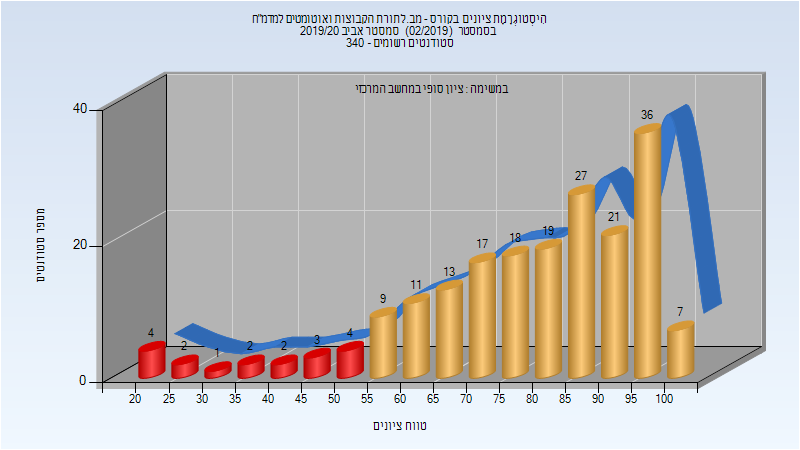 היסטוגרמת ציונים בקורס - מב.לתורת הקבוצות ואוטומטים למדמ"ח
בסמסטר (02/2019) סמסטר אביב 2019/20
סטודנטים רשומים - 340
במשימה : ציון סופי במחשב המרכזי
מספר סטודנטים
40
20
0
4
2
1
2
2
3
4
9
11
13
17
18
19
27
21
36
7
20 25 30 35 40 45 50 55 60 65 70 75 80 85 90 95 100
טווח ציונים